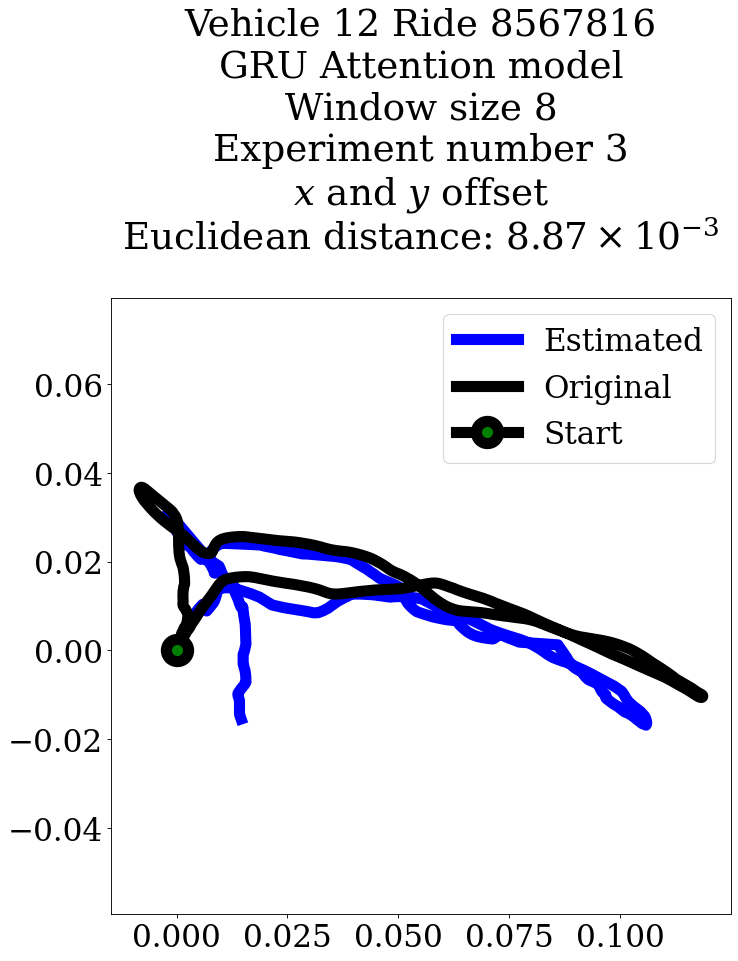 Vehicle 12 Ride 8567816
GRU Attention model
Window size 8
Experiment number 3
x and y offset
Euclidean distance: 8.87 × 10⁻³
Estimated
Original
Start
0.06
0.04
0.02
0.00
−0.02
−0.04
0.000 0.025 0.050 0.075 0.100